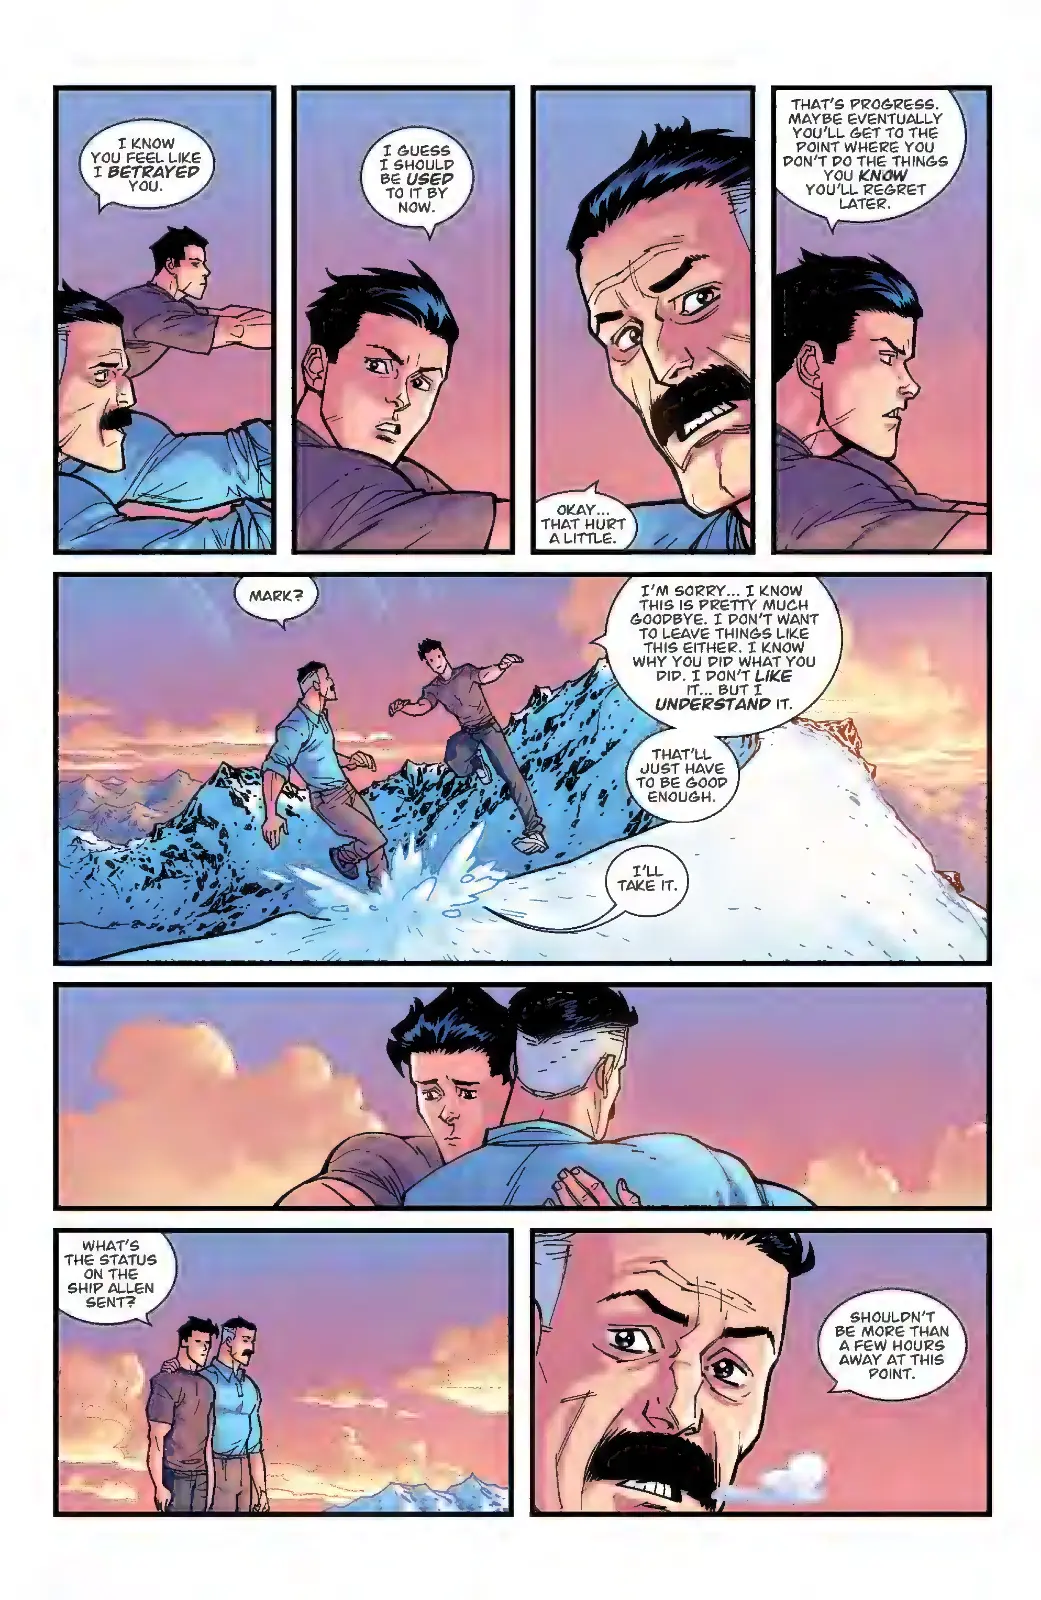 I KNOW
YOU FEEL LIKE
I BETRAYED
YOU.
I GUESS
I SHOULD
BE USED
TO IT BY
NOW.
OKAY...
THAT HURT
A LITTLE.
THAT'S PROGRESS.
MAYBE EVENTUALLY
YOU'LL GET TO THE
POINT WHERE YOU
DON'T DO THE THINGS
YOU KNOW
YOU'LL REGRET
LATER.
MARK?
I'M SORRY... I KNOW
THIS IS PRETTY MUCH
GOODBYE. I DON'T WANT
TO LEAVE THINGS LIKE
THIS EITHER. I KNOW
WHY YOU DID WHAT YOU
DID. I DON'T LIKE
IT... BUT I
UNDERSTAND IT.
THAT'LL
JUST HAVE
TO BE GOOD
ENOUGH.
I'LL
TAKE IT.
WHAT'S
THE STATUS
ON THE
SHIP ALLEN
SENT?
SHOULDN'T
BE MORE THAN
A FEW HOURS
AWAY AT THIS
POINT.